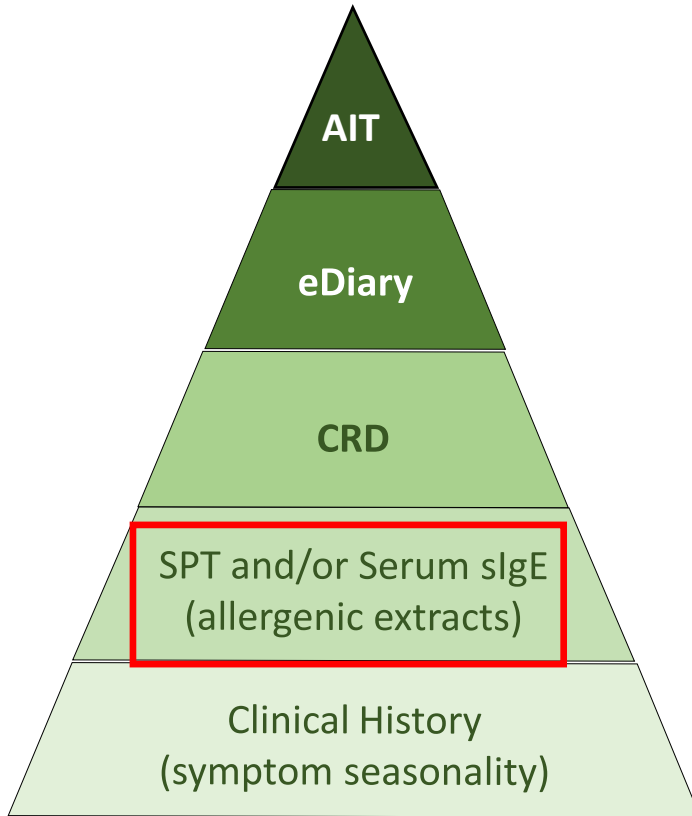 AIT
eDiary
CRD
SPT and/or Serum sIgE
(allergenic extracts)
Clinical History
(symptom seasonality)